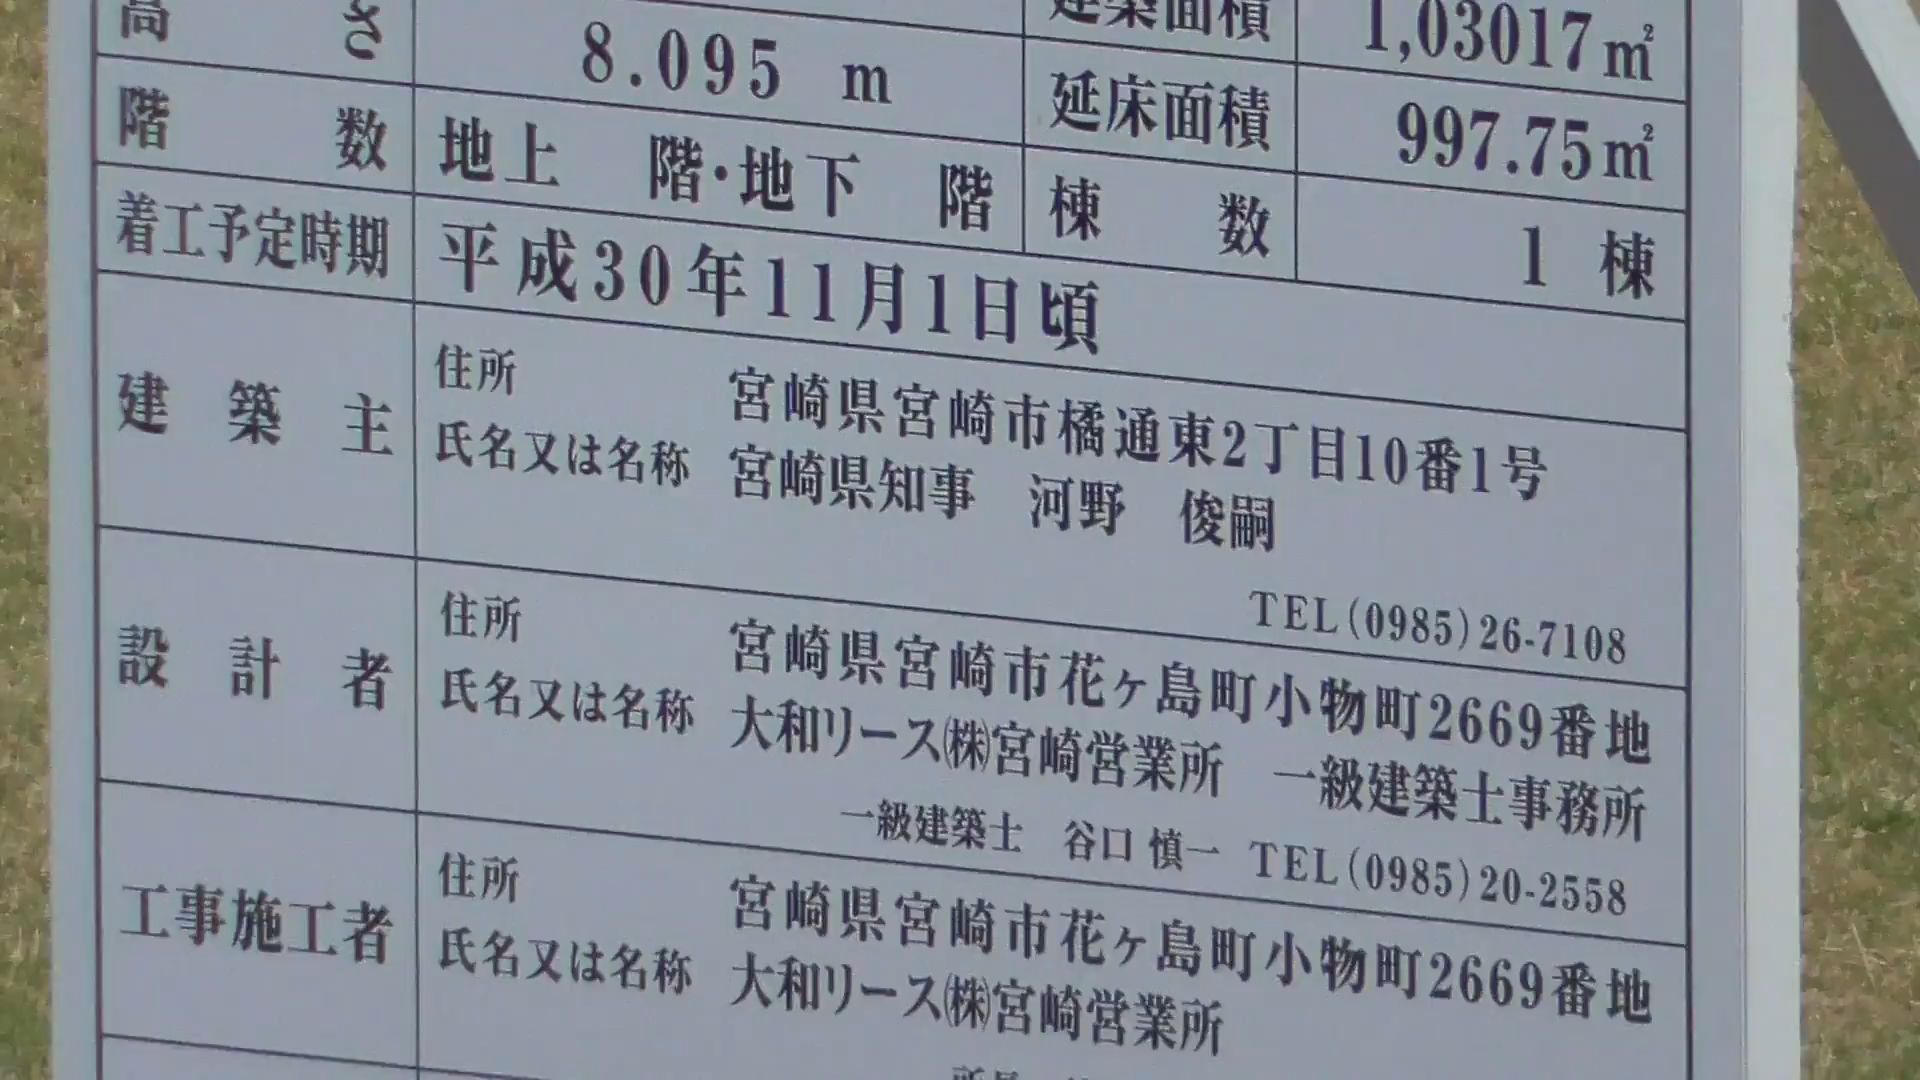 高さ 8.095 m 建築面積 1,03017㎡
階数 地上 階・地下 階 延床面積 997.75㎡
着工予定時期 平成30年11月1日頃 棟数 1 棟
建築主 住所 宮崎県宮崎市橘通東2丁目10番1号
氏名又は名称 宮崎県知事 河野 俊嗣
TEL(0985)26-7108
設計者 住所 宮崎県宮崎市花ヶ島町小物町2669番地
氏名又は名称 大和リース㈱宮崎営業所 一級建築士事務所
一級建築士 谷口 慎一 TEL(0985)20-2558
工事施工者 住所 宮崎県宮崎市花ヶ島町小物町2669番地
氏名又は名称 大和リース㈱宮崎営業所